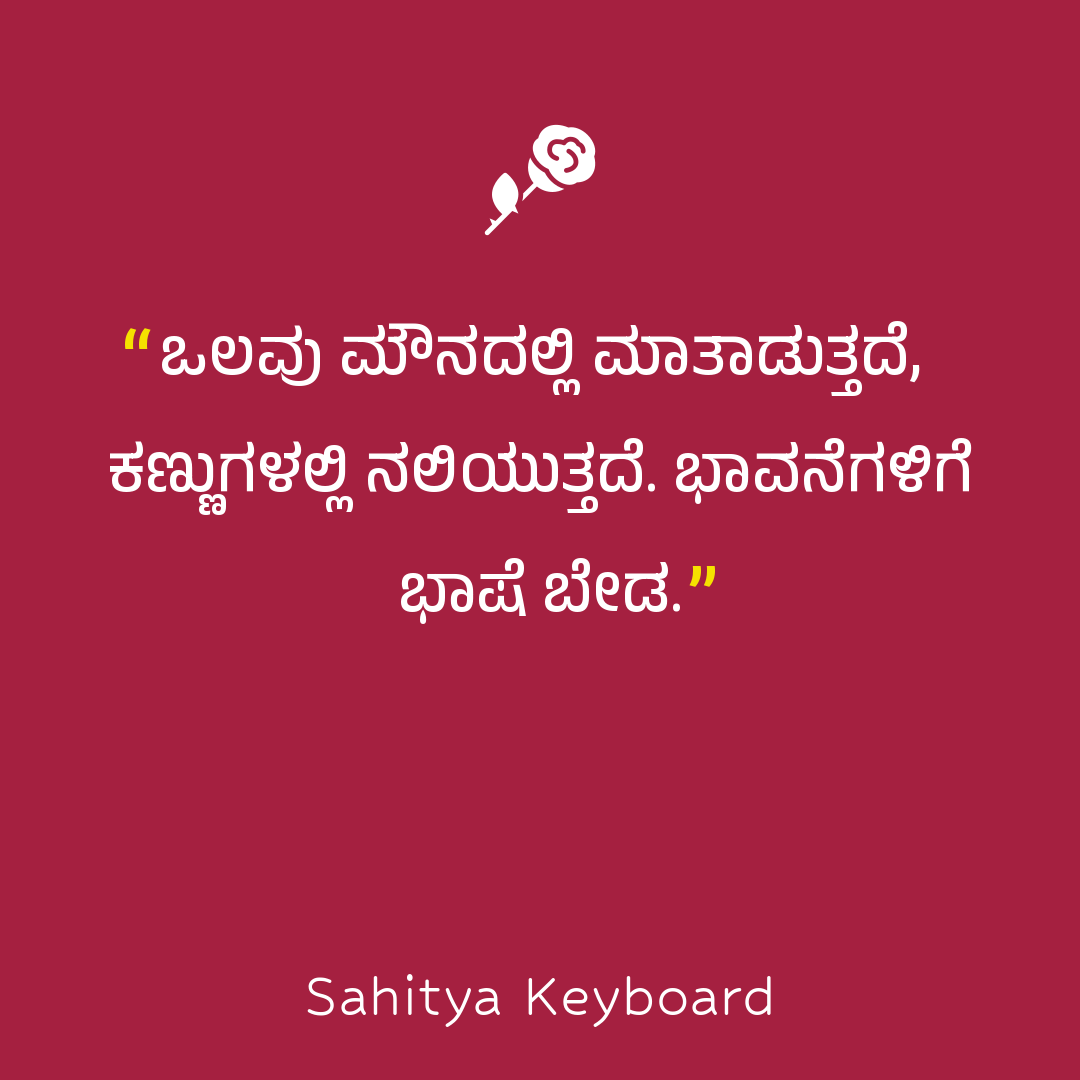 “ಒಲವು ಮೌನದಲ್ಲಿ ಮಾತಾಡುತ್ತದೆ,
ಕಣ್ಣುಗಳಲ್ಲಿ ನಲಿಯುತ್ತದೆ. ಭಾವನೆಗಳಿಗೆ
ಭಾಷೆ ಬೇಡ.”
Sahitya Keyboard